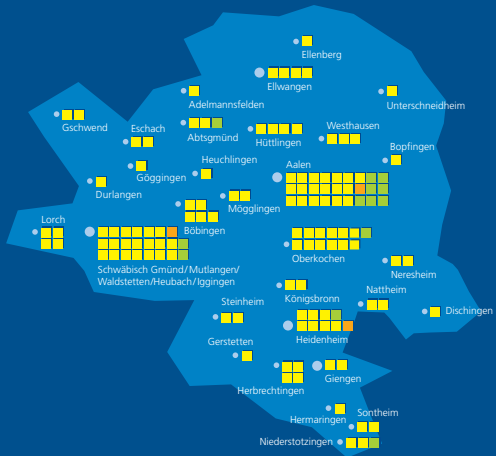 Ellenberg
Ellwangen
Adelmannsfelden
Unterschneidheim
Gschwend
Eschach
Abtsgmünd
Hüttlingen
Westhausen
Bopfingen
Göggingen
Heuchlingen
Aalen
Durlangen
Mögglingen
Böbingen
Lorch
Oberkochen
Schwäbisch Gmünd/Mutlangen/
Waldstetten/Heubach/Iggingen
Neresheim
Königsbronn
Nattheim
Steinheim
Dischingen
Heidenheim
Gerstetten
Giengen
Herbrechtingen
Hermaringen
Sontheim
Niederstotzingen